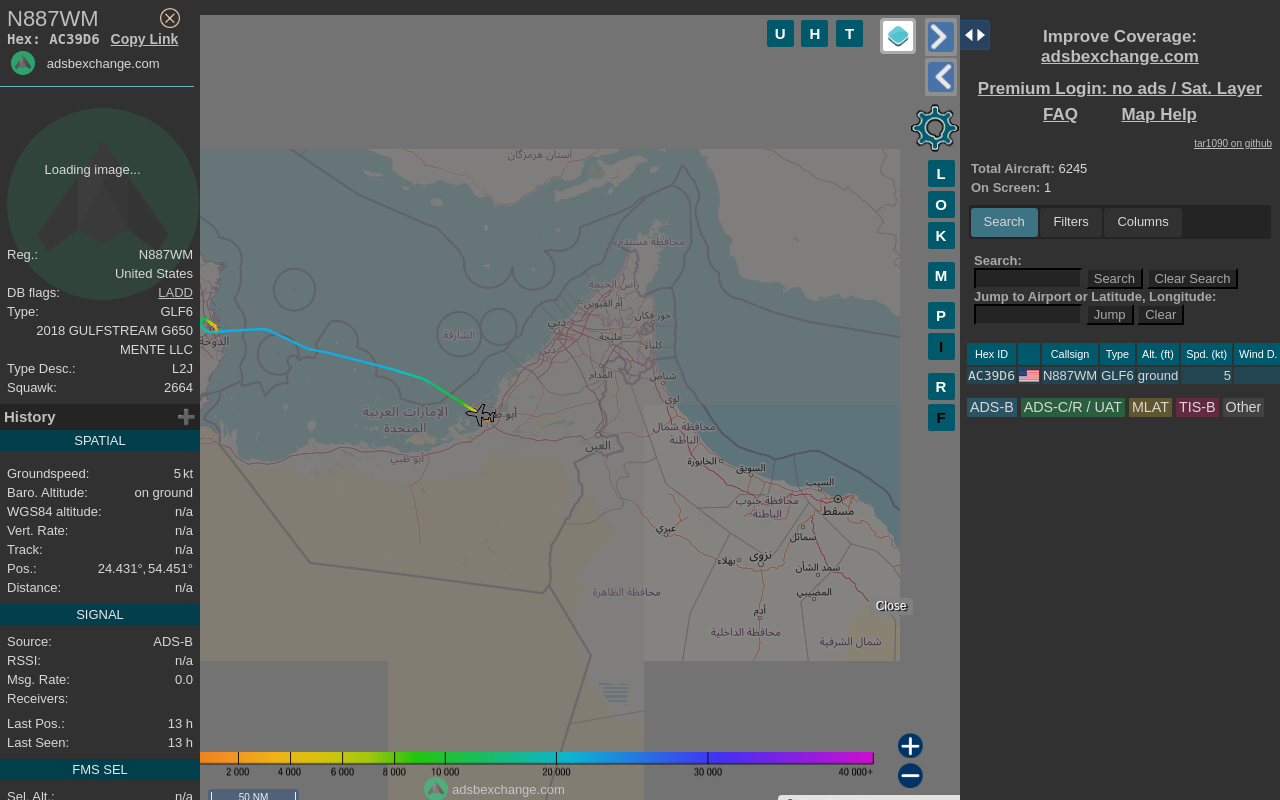 N887WM
Hex: AC39D6 Copy Link
adsbexchange.com
Loading image...
Reg.: N887WM
United States
DB flags: LADD
Type: GLF6
2018 GULFSTREAM G650
MENTE LLC
Type Desc.: L2J
Squawk: 2664
History
SPATIAL
Groundspeed: 5 kt
Baro. Altitude: on ground
WGS84 altitude: n/a
Vert. Rate: n/a
Track: n/a
Pos.: 24.431°, 54.451°
Distance: n/a
SIGNAL
Source: ADS-B
RSSI: n/a
Msg. Rate: 0.0
Receivers:
Last Pos.: 13 h
Last Seen: 13 h
FMS SEL
Sel. Alt.: n/a
U H T
L
O
K
M
P
I
R
F
استان هرمزگان
محافظة مسندم
رأس الخيمة
أم القيوين
خور فكان
دبي
الشارقة
مليحة
كلباء
دبي
المدام
شناص
الدوحة
لوى
الإمارات العربية
المتحدة
محافظة شمال
الباطنة
العين
أبو ظبي
الخابورة
السويق
السيب
محافظة جنوب
الباطنة
مسقط
عبري
سمائل
نزوى
بهلاء
سمد الشأن
محافظة الظاهرة
المضيبي
أدم
محافظة الداخلية
شمال الشرقية
Close
2 000 4 000 6 000 8 000 10 000 20 000 30 000 40 000+
adsbexchange.com
50 NM
Improve Coverage:
adsbexchange.com
Premium Login: no ads / Sat. Layer
FAQ Map Help
tar1090 on github
Total Aircraft: 6245
On Screen: 1
Search Filters Columns
Search:
Search Clear Search
Jump to Airport or Latitude, Longitude:
Jump Clear
Hex ID Callsign Type Alt. (ft) Spd. (kt) Wind D.
AC39D6 N887WM GLF6 ground 5
ADS-B ADS-C/R / UAT MLAT TIS-B Other